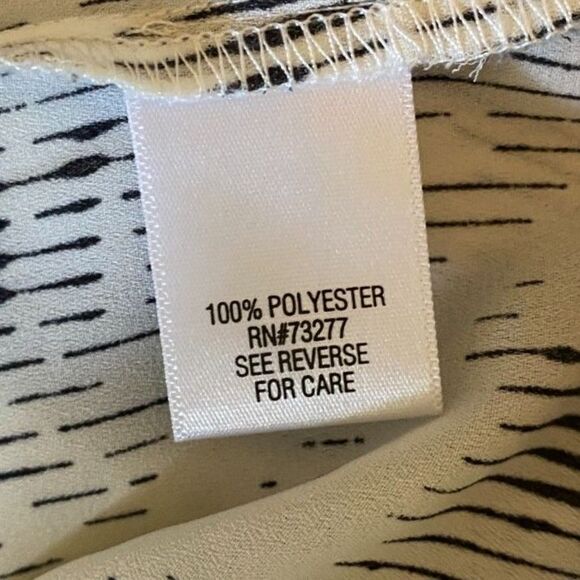 100% POLYESTER
RN#73277
SEE REVERSE
FOR CARE